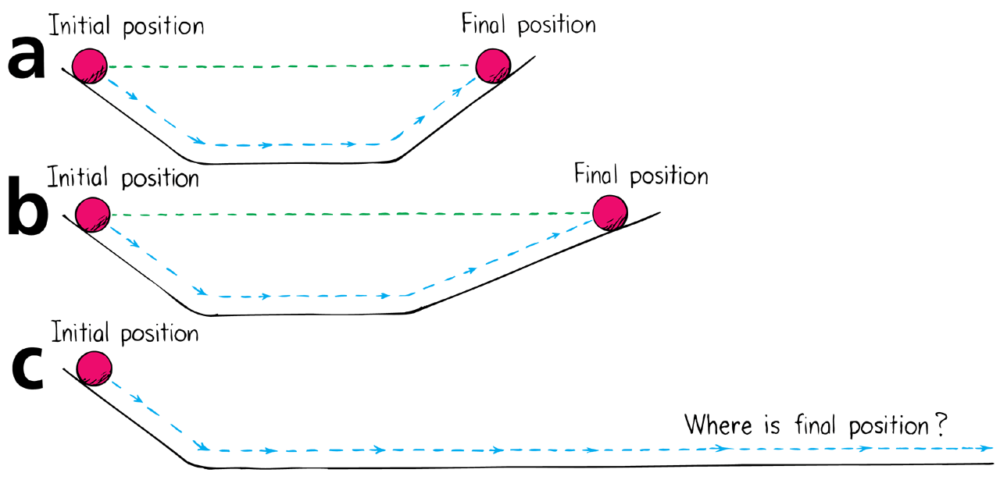 Initial position
Final position
a
Initial position
Final position
b
Initial position
c
Where is final position?